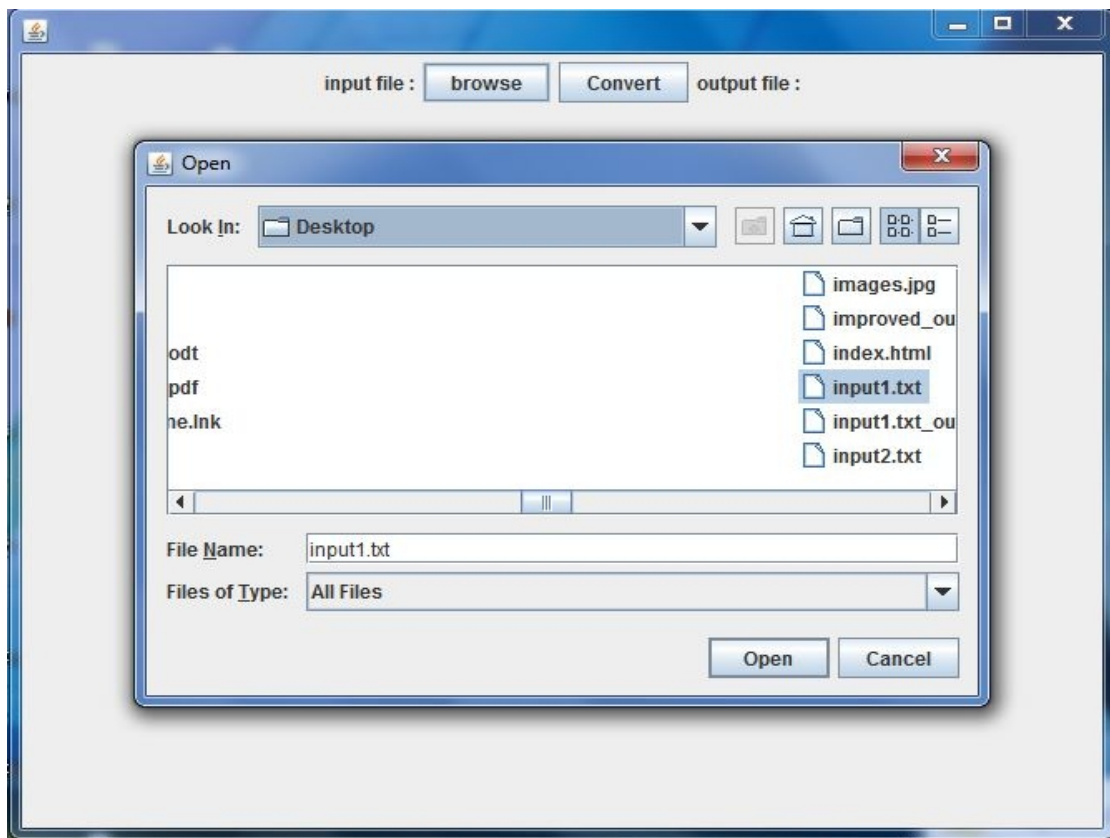 input file : browse Convert output file :
Open
Look In: Desktop
images.jpg
improved_ou
odt index.html
pdf input1.txt
ne.lnk input1.txt_ou
input2.txt
File Name: input1.txt
Files of Type: All Files
Open Cancel